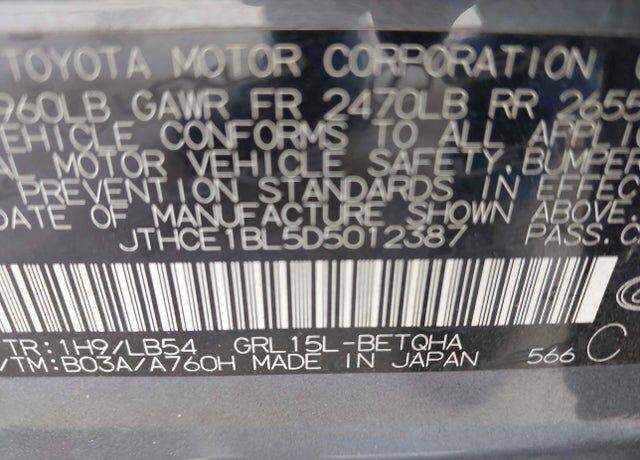 TOYOTA MOTOR CORPORATION
960LB GAWR FR 2470LB RR 2655
VEHICLE CONFORMS TO ALL APPLIC
AL MOTOR VEHICLE SAFETY, BUMPER
PREVENTION STANDARDS IN EFFECT
DATE OF MANUFACTURE SHOWN ABOVE.
JTHCE1BL5D5012387 PASS. C
TR:1H9/LB54 GRL15L-BETQHA
/TM:B03A/A760H MADE IN JAPAN 566 C